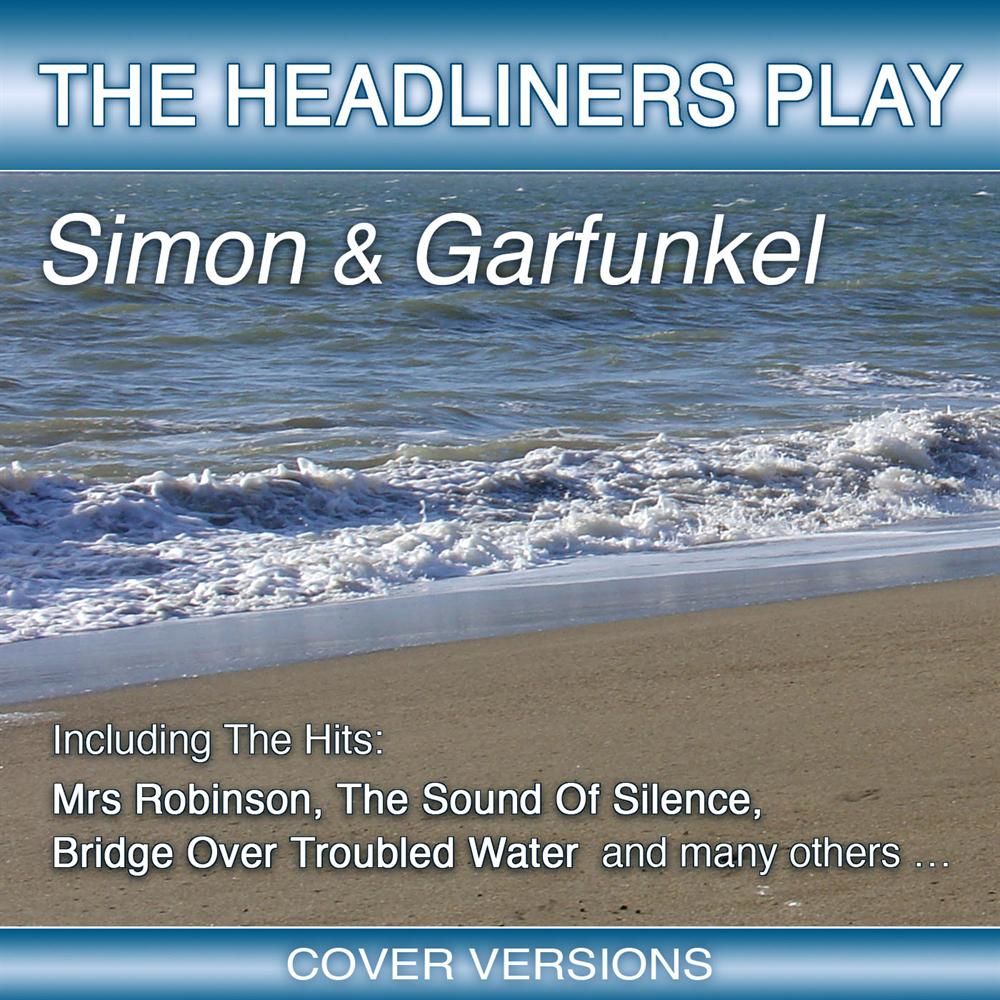 THE HEADLINERS PLAY
Simon & Garfunkel
Including The Hits:
Mrs Robinson, The Sound Of Silence,
Bridge Over Troubled Water and many others ...
COVER VERSIONS